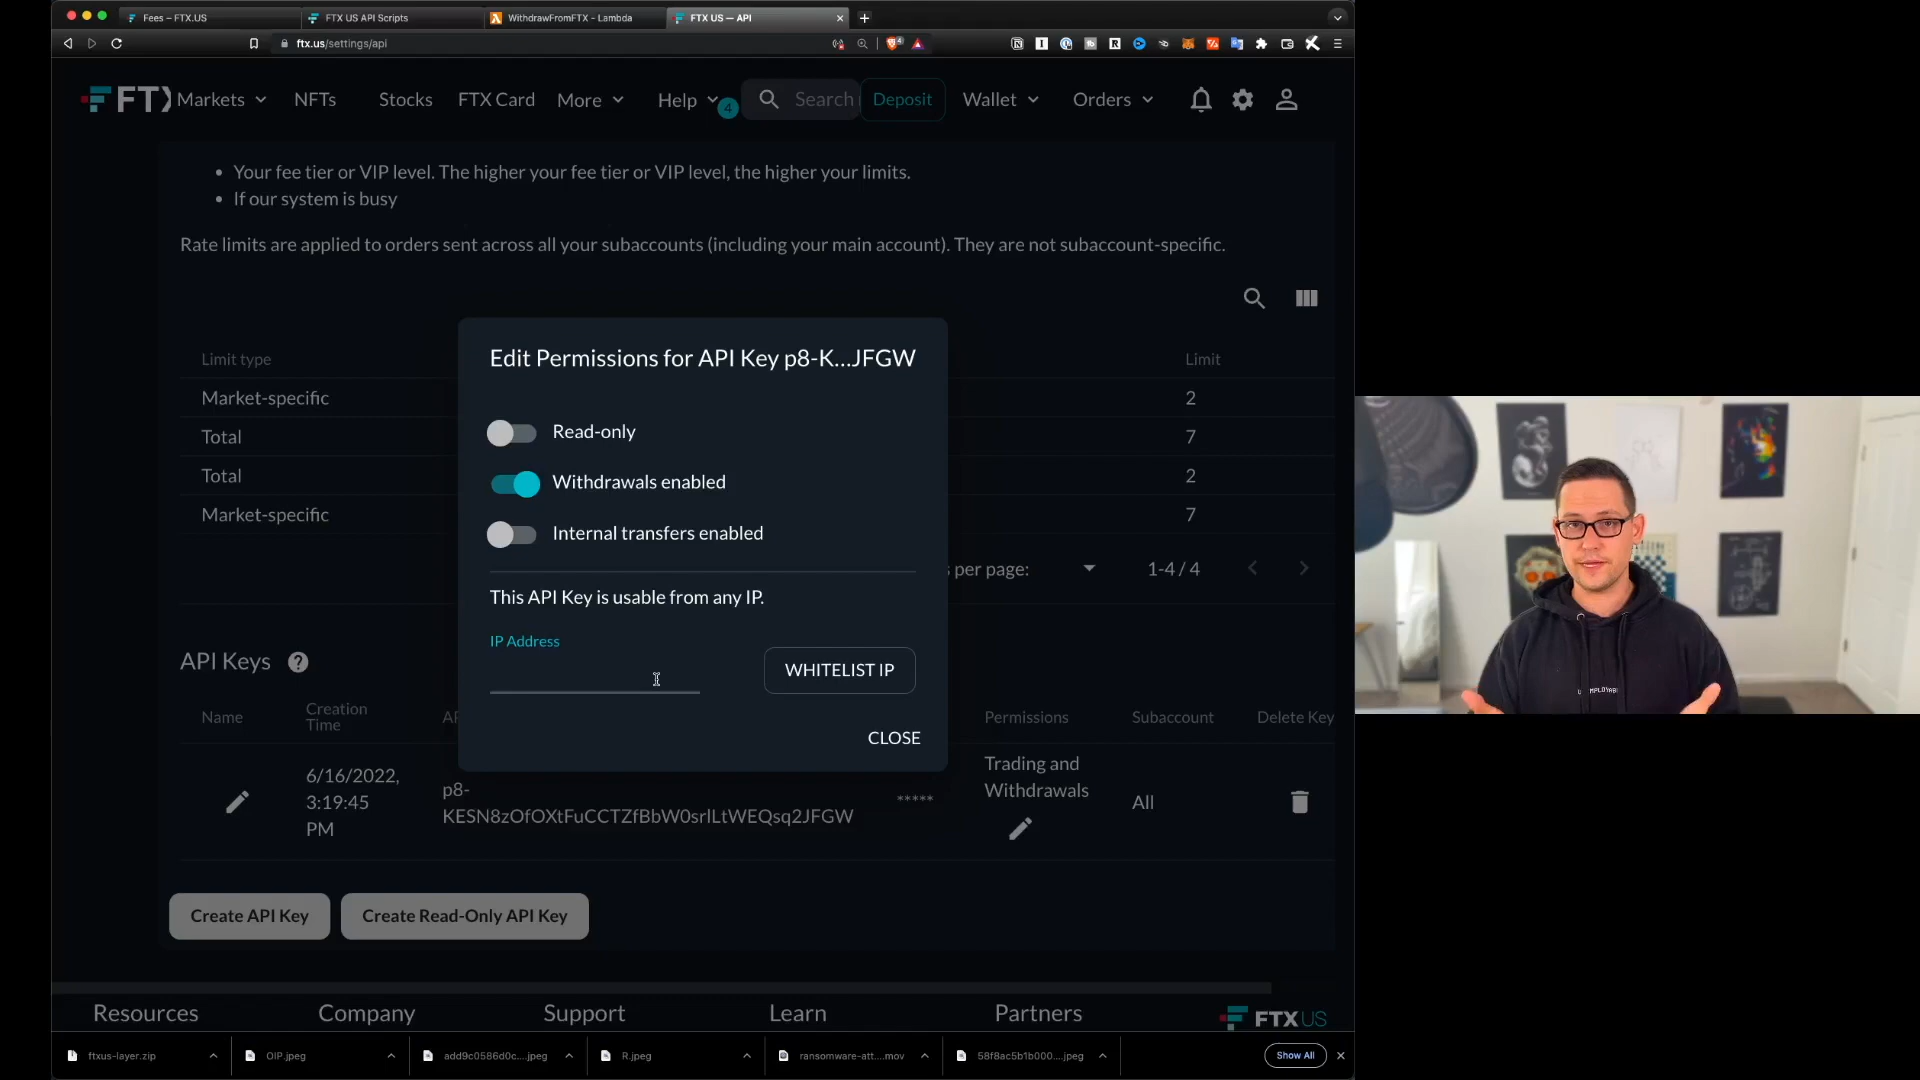 Fees – FTX.US
FTX US API Scripts
WithdrawFromFTX - Lambda
FTX US — API
ftx.us/settings/api
FTX
Markets
NFTs
Stocks
FTX Card
More
Help
4
Search
Deposit
Wallet
Orders
Your fee tier or VIP level. The higher your fee tier or VIP level, the higher your limits.
If our system is busy
Rate limits are applied to orders sent across all your subaccounts (including your main account). They are not subaccount-specific.
Limit type
Limit
Market-specific
2
Total
7
Total
2
Market-specific
7
per page:
1-4 / 4
Edit Permissions for API Key p8-K...JFGW
Read-only
Withdrawals enabled
Internal transfers enabled
This API Key is usable from any IP.
IP Address
WHITELIST IP
CLOSE
API Keys
Name
Creation
Time
Permissions
Subaccount
Delete Key
6/16/2022,
3:19:45
PM
p8-
KESN8zOfOXtFuCCTZfBbW0srlLtWEQsq2JFGW
*****
Trading and
Withdrawals
All
Create API Key
Create Read-Only API Key
Resources
Company
Support
Learn
Partners
FTX US
ftxus-layer.zip
OIP.jpeg
add9c0586d0c....jpeg
R.jpeg
ransomware-att....mov
58f8ac5b1b000....jpeg
Show All